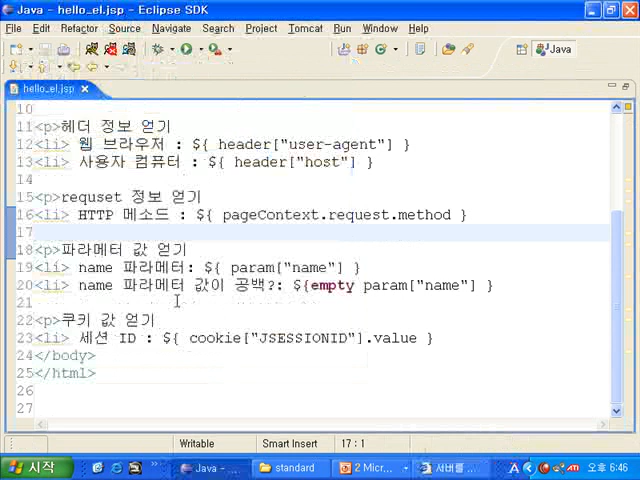 Java - hello_el.jsp - Eclipse SDK
File Edit Refactor Source Navigate Search Project Tomcat Run Window Help
Java
hello_el.jsp
10
11 <p>헤더 정보 얻기
12 <li> 웹 브라우저 : ${ header["user-agent"] }
13 <li> 사용자 컴퓨터 : ${ header["host"] }
14
15 <p>requset 정보 얻기
16 <li> HTTP 메소드 : ${ pageContext.request.method }
17
18 <p>파라메터 값 얻기
19 <li> name 파라메터: ${ param["name"] }
20 <li> name 파라메터 값이 공백?: ${empty param["name"] }
21
22 <p>쿠키 값 얻기
23 <li> 세션 ID : ${ cookie["JSESSIONID"].value }
24 </body>
25 </html>
26
27
Writable Smart Insert 17 : 1
시작 Java - ... standard 2 Micr... 서버를 A 오후 6:46